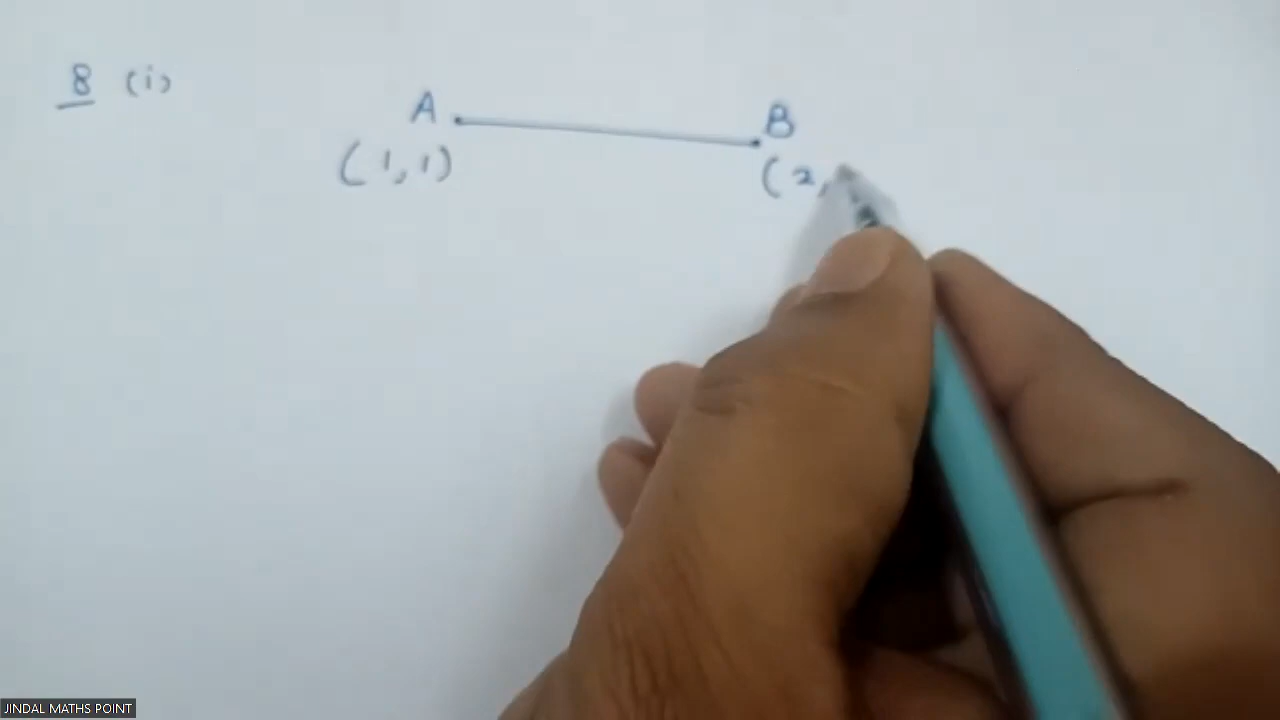 8 (i)
A B
(1,1) (2,
JINDAL MATHS POINT